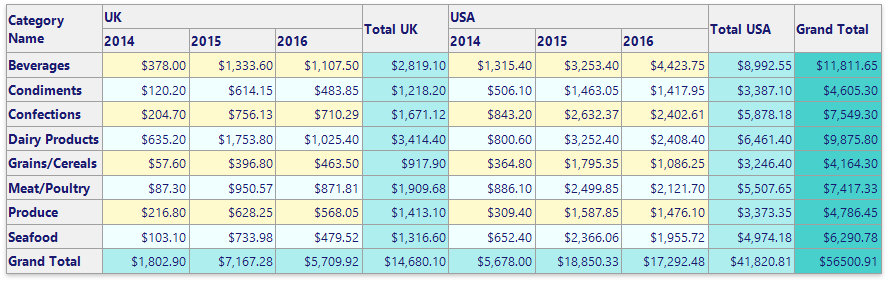 Category Name UK Total UK USA Total USA Grand Total
2014 2015 2016 2014 2015 2016
Beverages $378.00 $1,333.60 $1,107.50 $2,819.10 $1,315.40 $3,253.40 $4,423.75 $8,992.55 $11,811.65
Condiments $120.20 $614.15 $483.85 $1,218.20 $506.10 $1,463.05 $1,417.95 $3,387.10 $4,605.30
Confections $204.70 $756.13 $710.29 $1,671.12 $843.20 $2,632.37 $2,402.61 $5,878.18 $7,549.30
Dairy Products $635.20 $1,753.80 $1,025.40 $3,414.40 $800.60 $3,252.40 $2,408.40 $6,461.40 $9,875.80
Grains/Cereals $57.60 $396.80 $463.50 $917.90 $364.80 $1,795.35 $1,086.25 $3,246.40 $4,164.30
Meat/Poultry $87.30 $950.57 $871.81 $1,909.68 $886.10 $2,499.85 $2,121.70 $5,507.65 $7,417.33
Produce $216.80 $628.25 $568.05 $1,413.10 $309.40 $1,587.85 $1,476.10 $3,373.35 $4,786.45
Seafood $103.10 $733.98 $479.52 $1,316.60 $652.40 $2,366.06 $1,955.72 $4,974.18 $6,290.78
Grand Total $1,802.90 $7,167.28 $5,709.92 $14,680.10 $5,678.00 $18,850.33 $17,292.48 $41,820.81 $56500.91